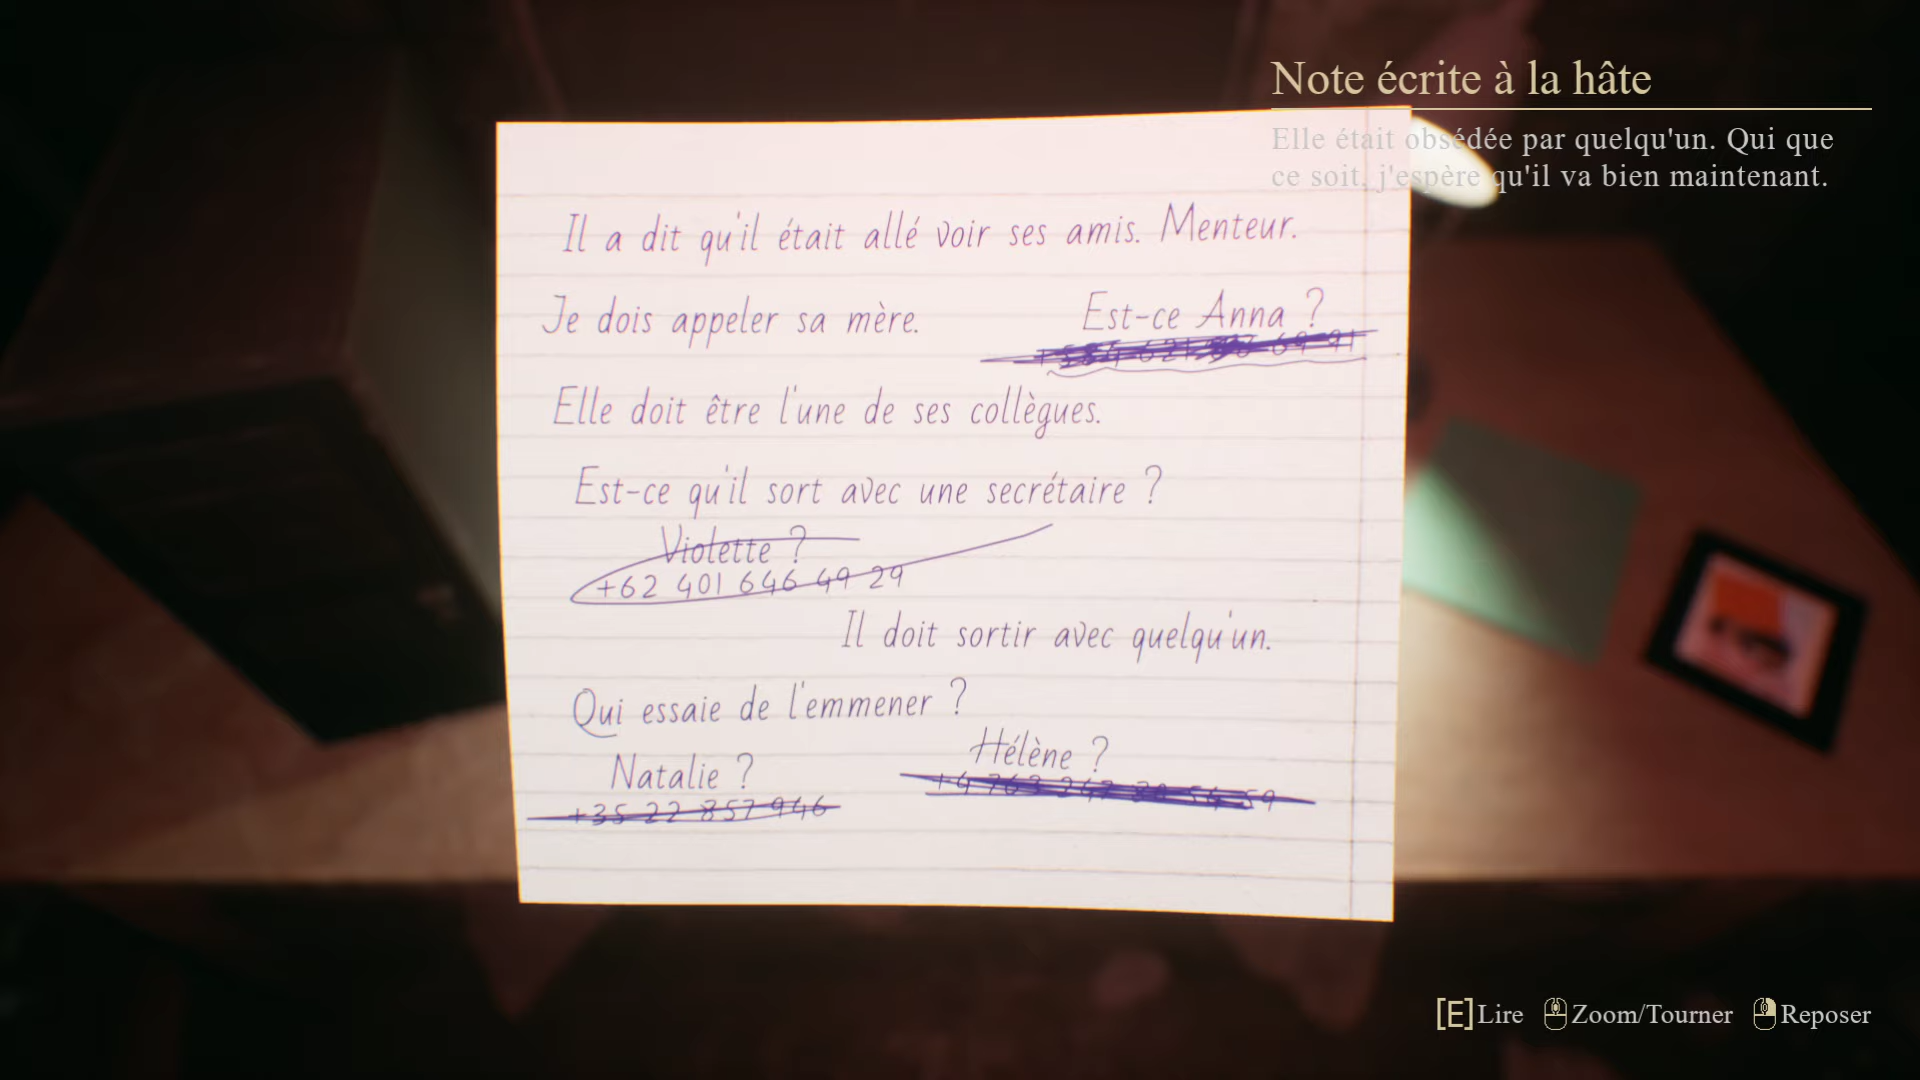 Note écrite à la hâte
Elle était obsédée par quelqu'un. Qui que
ce soit, j'espère qu'il va bien maintenant.
Il a dit qu'il était allé voir ses amis. Menteur.
Je dois appeler sa mère.
Est-ce Anna ?
Elle doit être l'une de ses collègues.
Est-ce qu'il sort avec une secrétaire ?
Violette ?
+62 401 646 49 29
Il doit sortir avec quelqu'un.
Qui essaie de l'emmener ?
Natalie ?
+35 22 857 946
Hélène ?
[E] Lire Zoom/Tourner Reposer